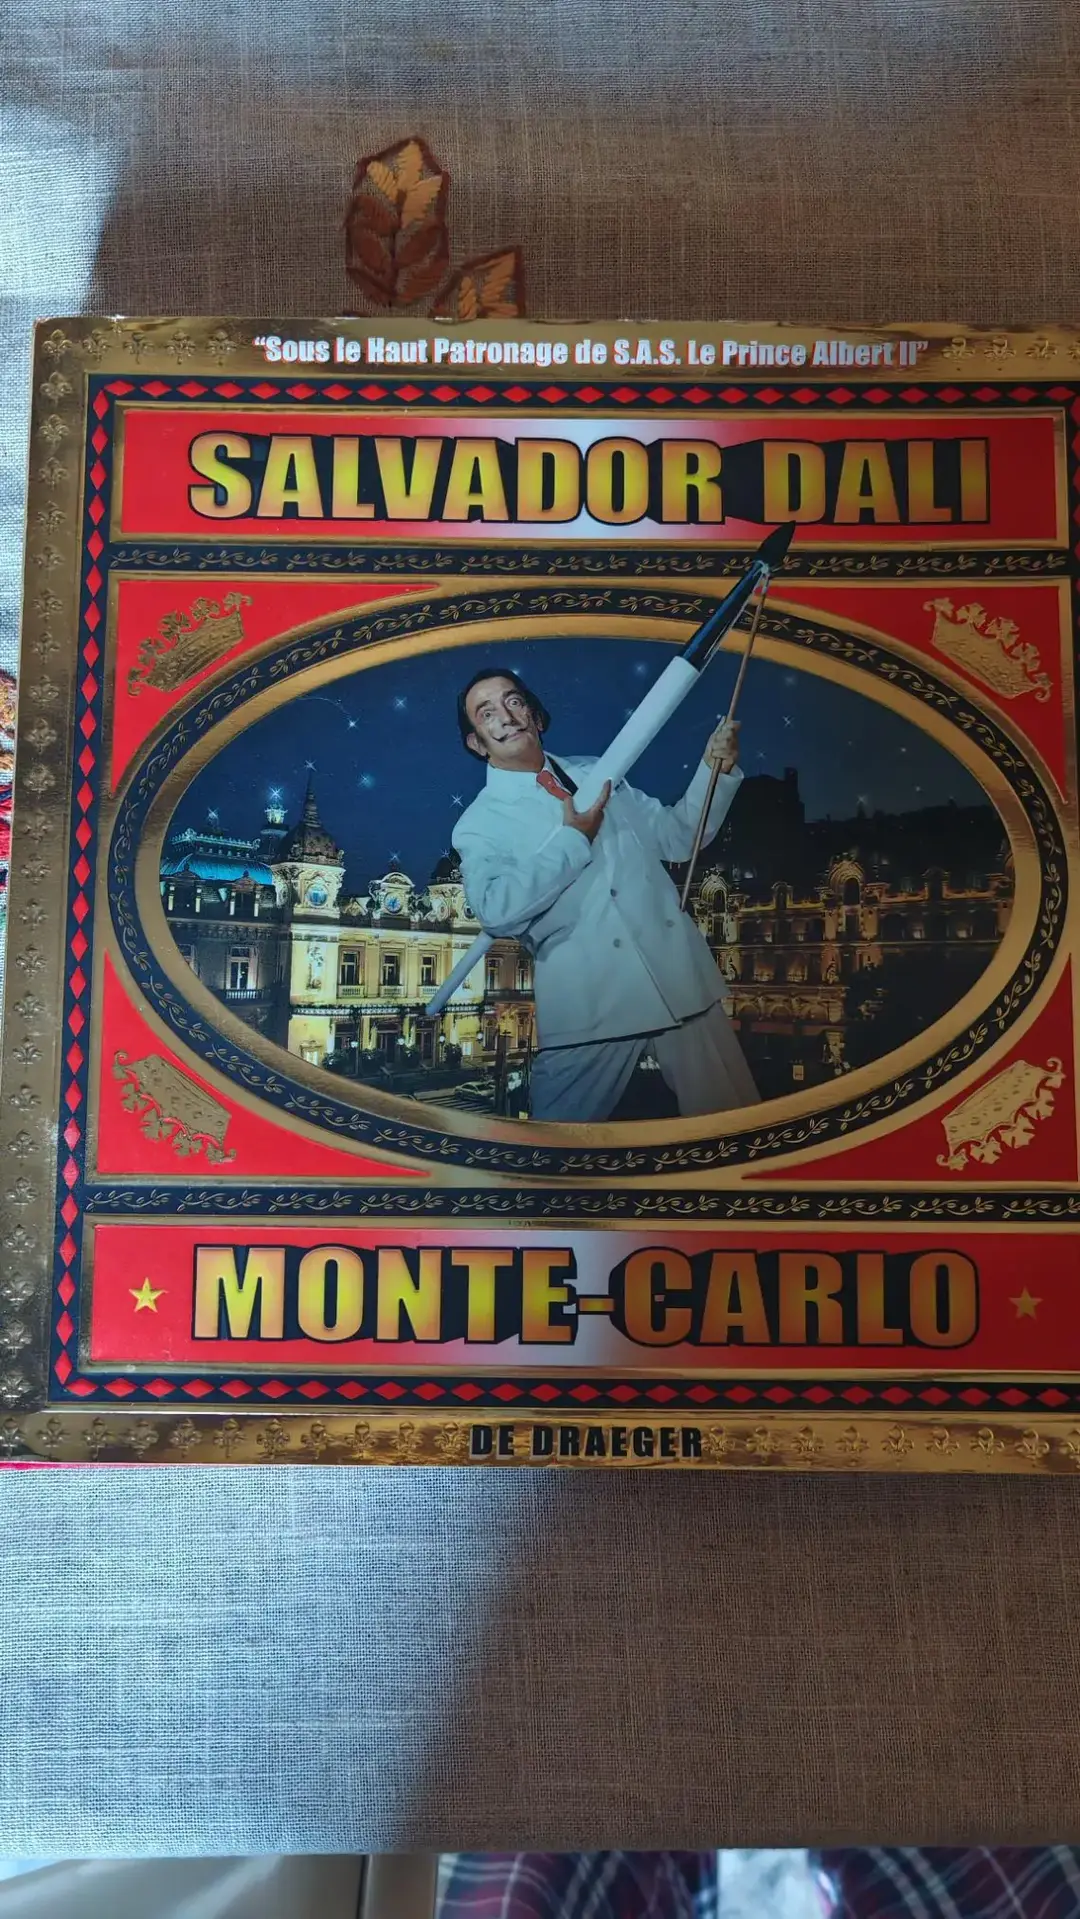 “Sous le Haut Patronage de S.A.S. Le Prince Albert II”
SALVADOR DALI
MONTE-CARLO
DE DRAEGER